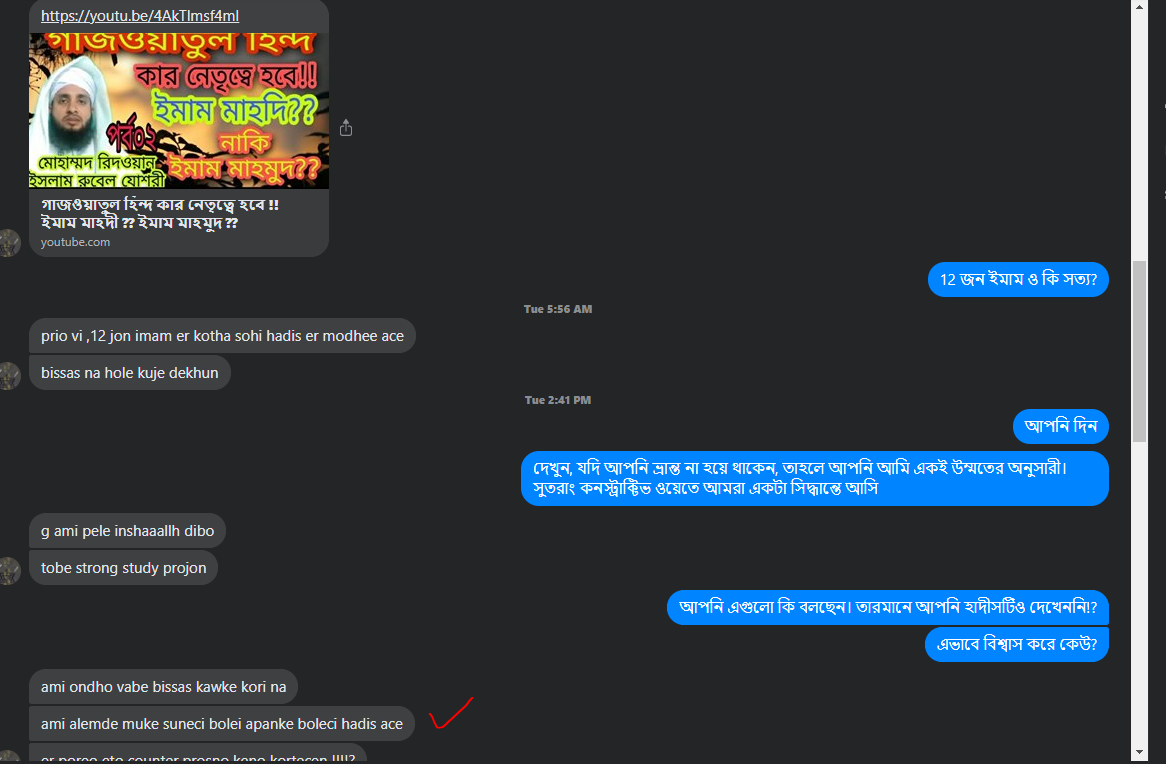 https://youtu.be/4AkTlmsf4mI
গাজওয়াতুল হিন্দ
কার নেতৃত্বে হবে!!!
ইমাম মাহদি??
পর্ব০২
নাকি
মোহাম্মদ রিদওয়ান
ইমাম মাহমুদ??
ইসলাম রুবেল যোশরী
গাজওয়াতুল হিন্দ কার নেতৃত্বে হবে !!
ইমাম মাহদী ?? ইমাম মাহমুদ ??
youtube.com
12 জন ইমাম ও কি সত্য?
Tue 5:56 AM
prio vi ,12 jon imam er kotha sohi hadis er modhee ace
bissas na hole kuje dekhun
Tue 2:41 PM
আপনি দিন
দেখুন, যদি আপনি ভ্রান্ত না হয়ে থাকেন, তাহলে আপনি আমি একই উম্মতের অনুসারী।
সুতরাং কনস্ট্রাক্টিভ ওয়েতে আমরা একটা সিদ্ধান্তে আসি
g ami pele inshaaallh dibo
tobe strong study projon
আপনি এগুলো কি বলছেন। তারমানে আপনি হাদীসটিও দেখেননি!?
এভাবে বিশ্বাস করে কেউ?
ami ondho vabe bissas kawke kori na
ami alemde muke suneci bolei apanke boleci hadis ace
er poreo eto counter prosno keno kortecen !!!!?